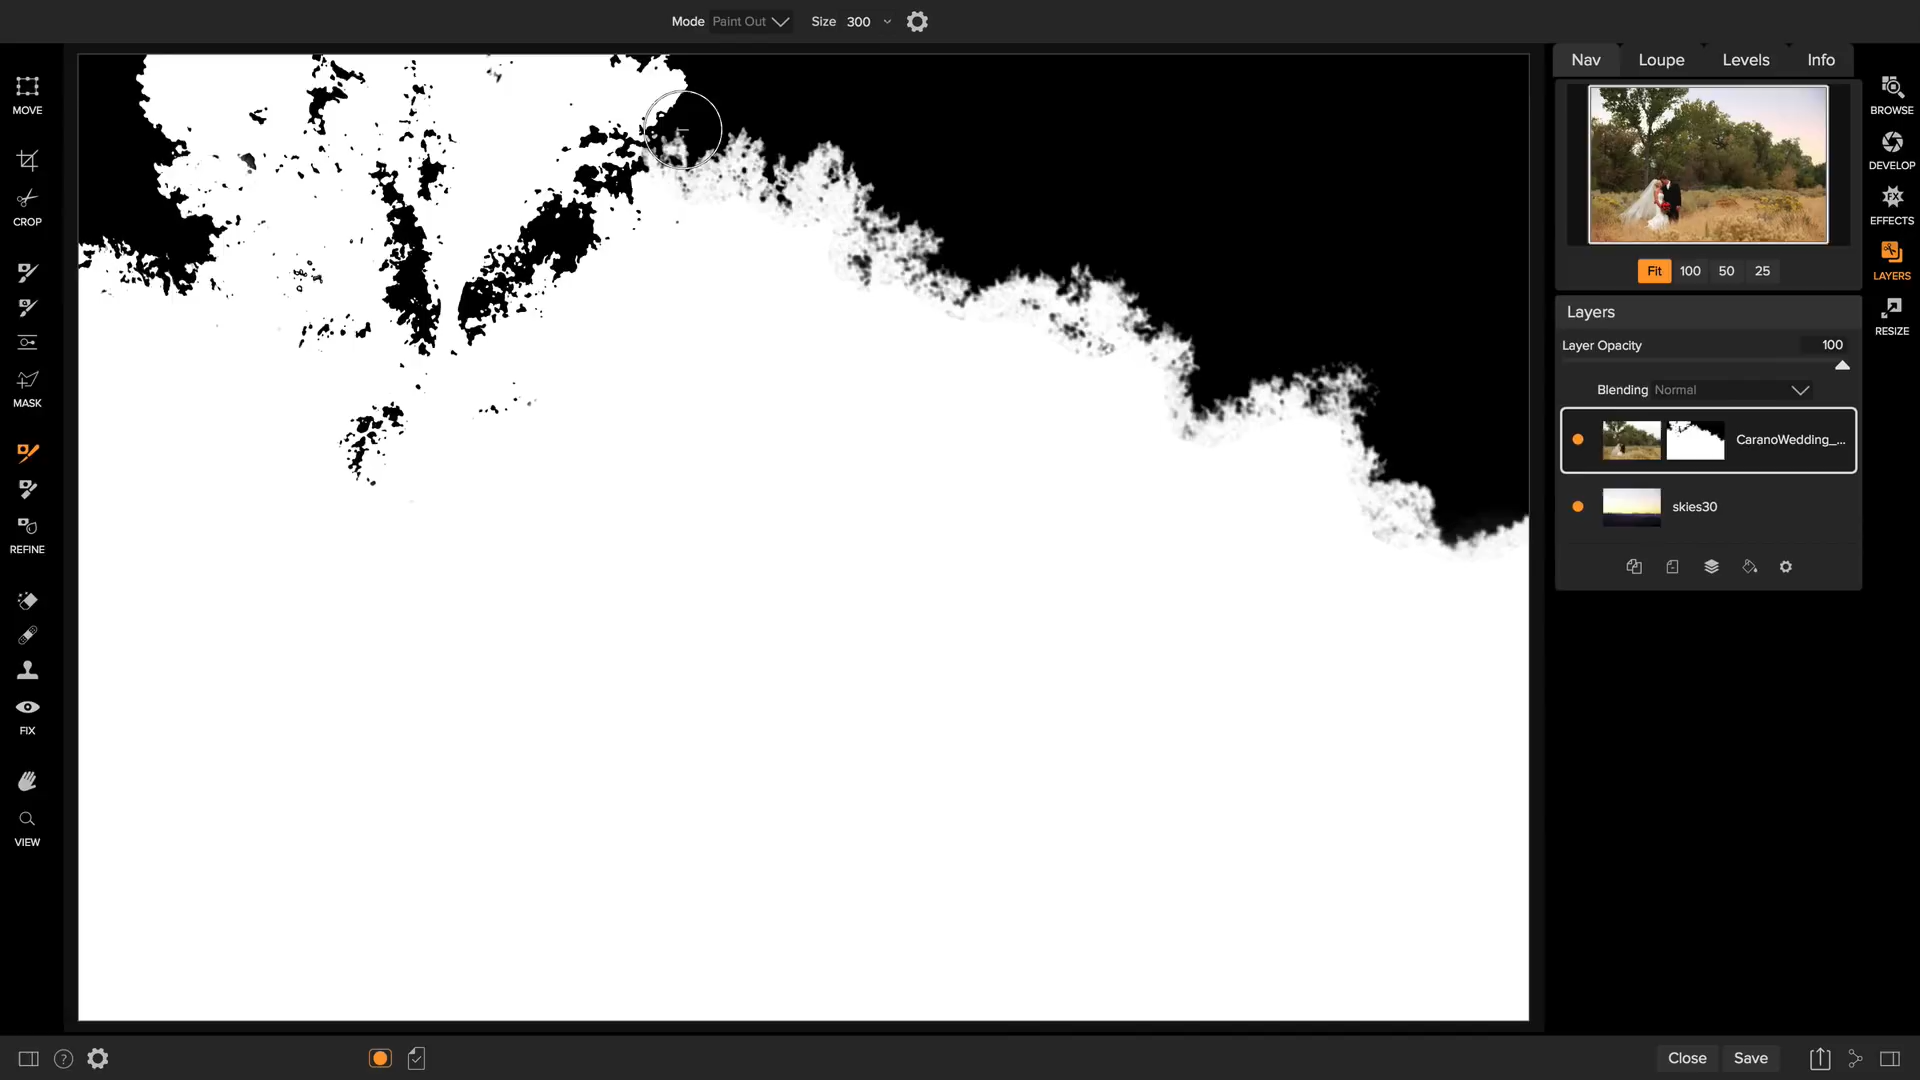 Mode Paint Out Size 300
MOVE
CROP
MASK
REFINE
FIX
VIEW
Nav Loupe Levels Info
Fit 100 50 25
Layers
Layer Opacity 100
Blending Normal
CaranoWedding_...
skies30
BROWSE
DEVELOP
FX
EFFECTS
LAYERS
RESIZE
?
Close Save